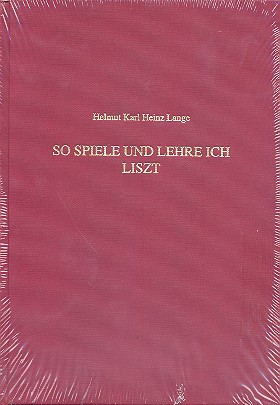 Helmut Karl Heinz Lange
SO SPIELE UND LEHRE ICH
LISZT